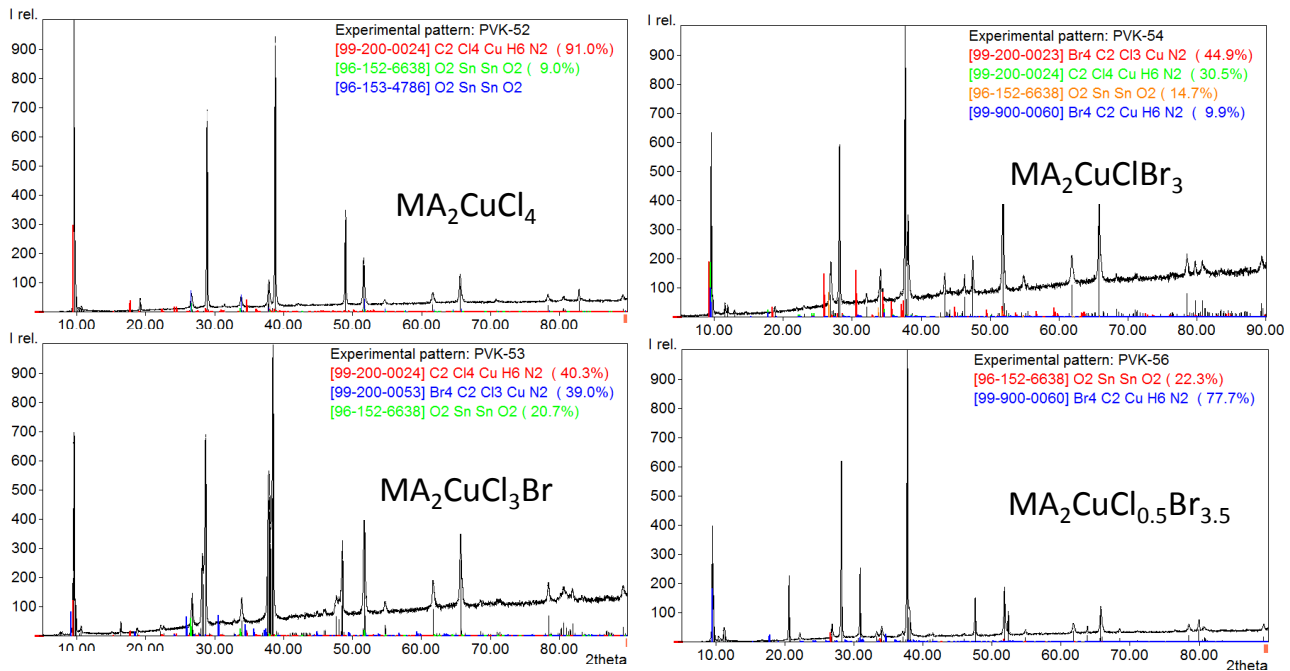 I rel.
Experimental pattern: PVK-52
[99-200-0024] C2 Cl4 Cu H6 N2 ( 91.0%)
[96-152-6638] O2 Sn Sn O2 ( 9.0%)
[96-153-4786] O2 Sn Sn O2
900
800
700
600
500
400
300
200
100
MA₂CuCl₄
10.00 20.00 30.00 40.00 50.00 60.00 70.00 80.00
I rel.
Experimental pattern: PVK-54
[99-200-0023] Br4 C2 Cl3 Cu N2 ( 44.9%)
[99-200-0024] C2 Cl4 Cu H6 N2 ( 30.5%)
[96-152-6638] O2 Sn Sn O2 ( 14.7%)
[99-900-0060] Br4 C2 Cu H6 N2 ( 9.9%)
900
800
700
600
500
400
300
200
100
MA₂CuClBr₃
10.00 20.00 30.00 40.00 50.00 60.00 70.00 80.00 90.00
I rel.
Experimental pattern: PVK-53
[99-200-0024] C2 Cl4 Cu H6 N2 ( 40.3%)
[99-200-0053] Br4 C2 Cl3 Cu N2 ( 39.0%)
[96-152-6638] O2 Sn Sn O2 ( 20.7%)
900
800
700
600
500
400
300
200
100
MA₂CuCl₃Br
10.00 20.00 30.00 40.00 50.00 60.00 70.00 80.00
2theta
I rel.
Experimental pattern: PVK-56
[96-152-6638] O2 Sn Sn O2 ( 22.3%)
[99-900-0060] Br4 C2 Cu H6 N2 ( 77.7%)
900
800
700
600
500
400
300
200
100
MA₂CuCl₀.₅Br₃.₅
10.00 20.00 30.00 40.00 50.00 60.00 70.00 80.00
2theta